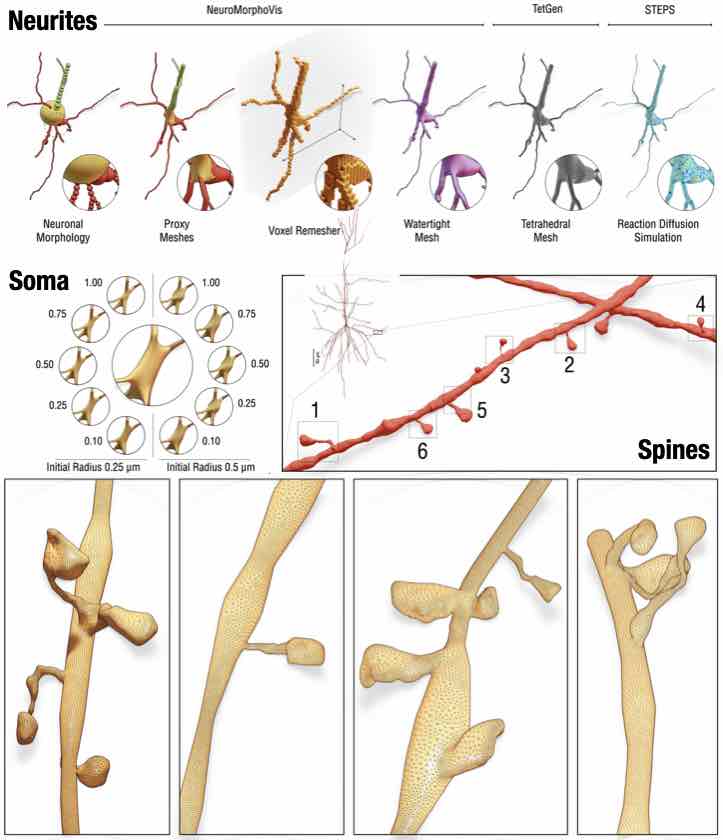 Neurites
NeuroMorphoVis
TetGen
STEPS
Neuronal
Morphology
Proxy
Meshes
Voxel Remesher
Watertight
Mesh
Tetrahedral
Mesh
Reaction Diffusion
Simulation
Soma
1.00
1.00
0.75
0.75
0.50
0.50
0.25
0.25
0.10
0.10
Initial Radius 0.25 μm
Initial Radius 0.5 μm
1
2
3
4
5
6
Spines